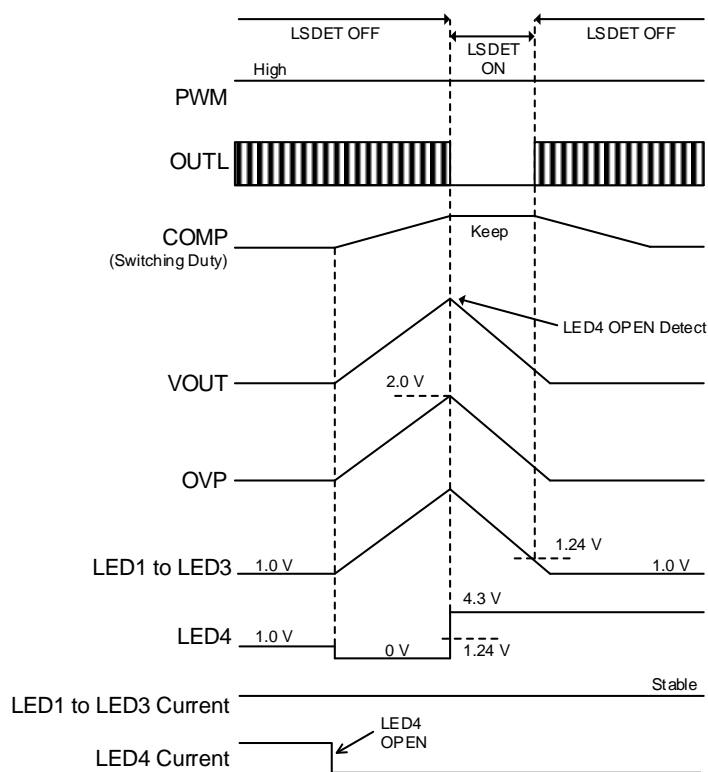 LSDET OFF
LSDET
ON
LSDET OFF
High
PWM
OUTL
COMP
(Switching Duty)
Keep
LED4 OPEN Detect
VOUT
2.0 V
OVP
1.24 V
LED1 to LED3
1.0 V
1.0 V
4.3 V
LED4
1.0 V
0 V
1.24 V
Stable
LED1 to LED3 Current
LED4
OPEN
LED4 Current